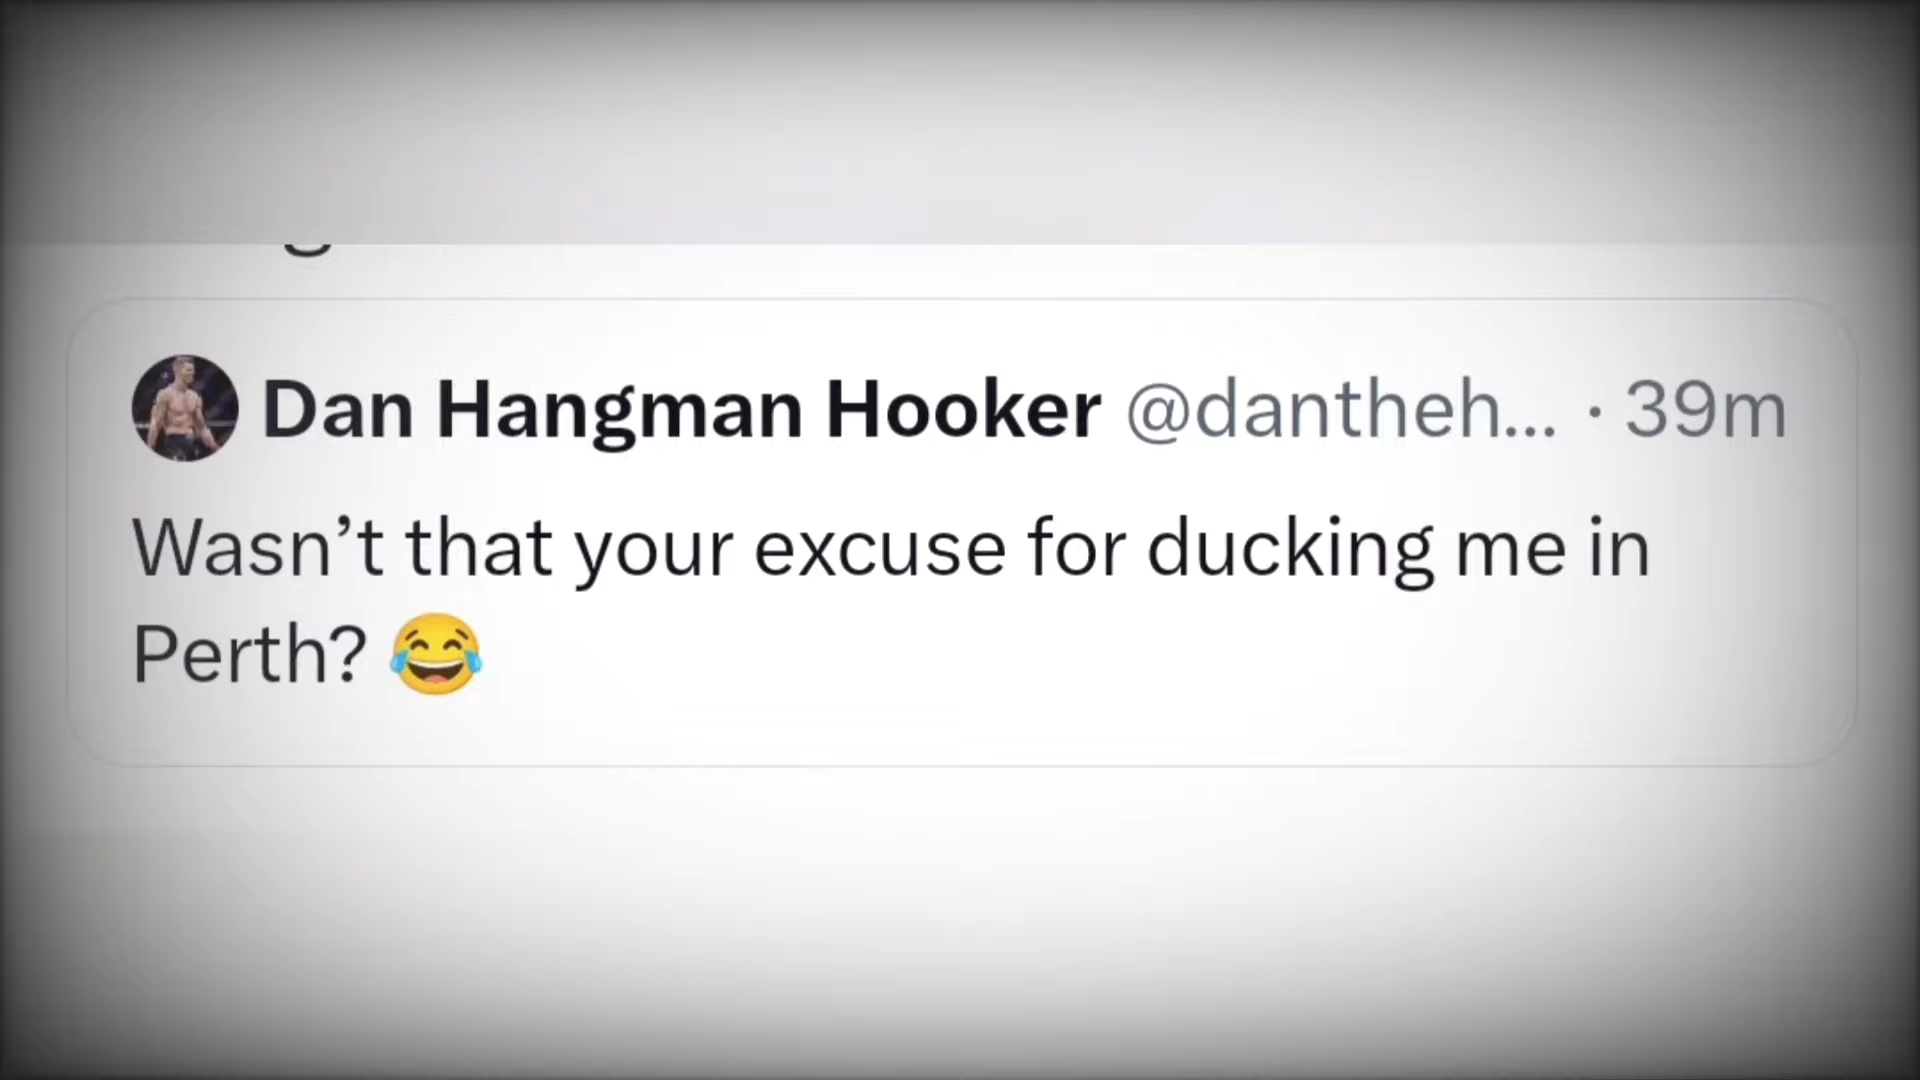 Dan Hangman Hooker @dantheh... · 39m
Wasn’t that your excuse for ducking me in
Perth? 😂